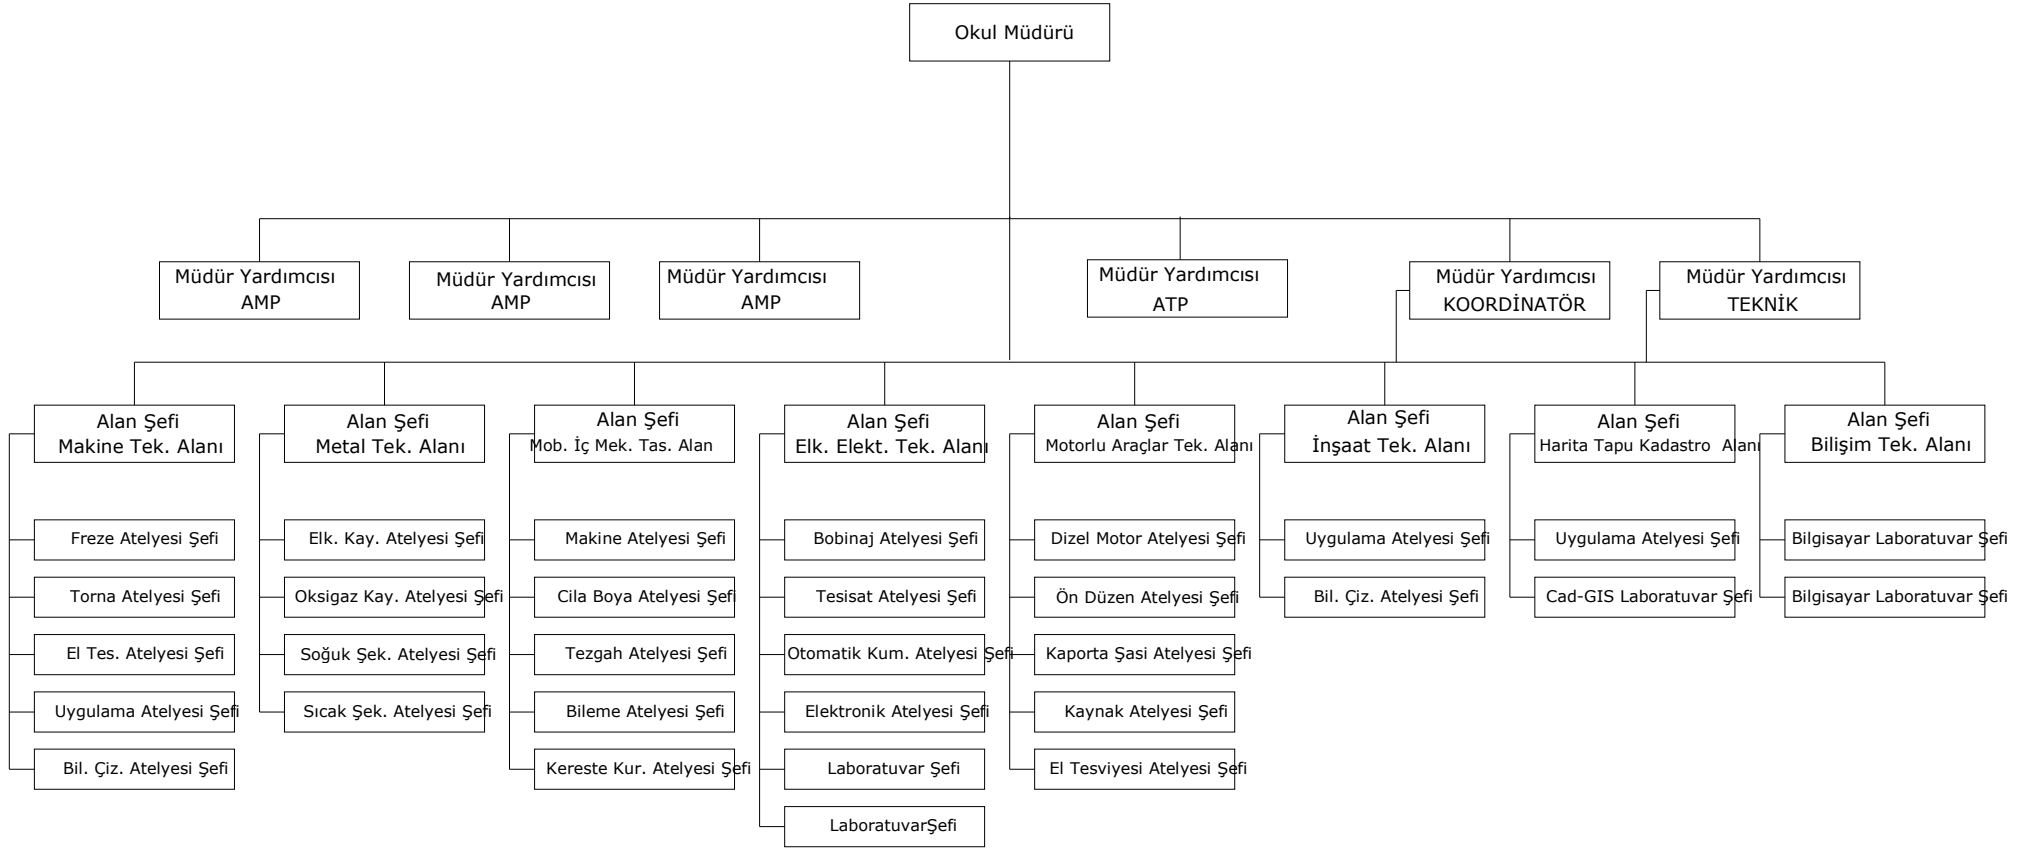 Okul Müdürü
Müdür Yardımcısı
AMP
Müdür Yardımcısı
AMP
Müdür Yardımcısı
AMP
Müdür Yardımcısı
ATP
Müdür Yardımcısı
KOORDİNATÖR
Müdür Yardımcısı
TEKNİK
Alan Şefi
Makine Tek. Alanı
Alan Şefi
Metal Tek. Alanı
Alan Şefi
Mob. İç Mek. Tas. Alan
Alan Şefi
Elk. Elekt. Tek. Alanı
Alan Şefi
Motorlu Araçlar Tek. Alanı
Alan Şefi
İnşaat Tek. Alanı
Alan Şefi
Harita Tapu Kadastro Alanı
Alan Şefi
Bilişim Tek. Alanı
Freze Atelyesi Şefi
Torna Atelyesi Şefi
El Tes. Atelyesi Şefi
Uygulama Atelyesi Şefi
Bil. Çiz. Atelyesi Şefi
Elk. Kay. Atelyesi Şefi
Oksigaz Kay. Atelyesi Şefi
Soğuk Şek. Atelyesi Şefi
Sıcak Şek. Atelyesi Şefi
Makine Atelyesi Şefi
Cila Boya Atelyesi Şefi
Tezgah Atelyesi Şefi
Bileme Atelyesi Şefi
Kereste Kur. Atelyesi Şefi
Bobinaj Atelyesi Şefi
Tesisat Atelyesi Şefi
Otomatik Kum. Atelyesi Şefi
Elektronik Atelyesi Şefi
Laboratuvar Şefi
LaboratuvarŞefi
Dizel Motor Atelyesi Şefi
Ön Düzen Atelyesi Şefi
Kaporta Şasi Atelyesi Şefi
Kaynak Atelyesi Şefi
El Tesviyesi Atelyesi Şefi
Uygulama Atelyesi Şefi
Bil. Çiz. Atelyesi Şefi
Uygulama Atelyesi Şefi
Cad-GIS Laboratuvar Şefi
Bilgisayar Laboratuvar Şefi
Bilgisayar Laboratuvar Şefi